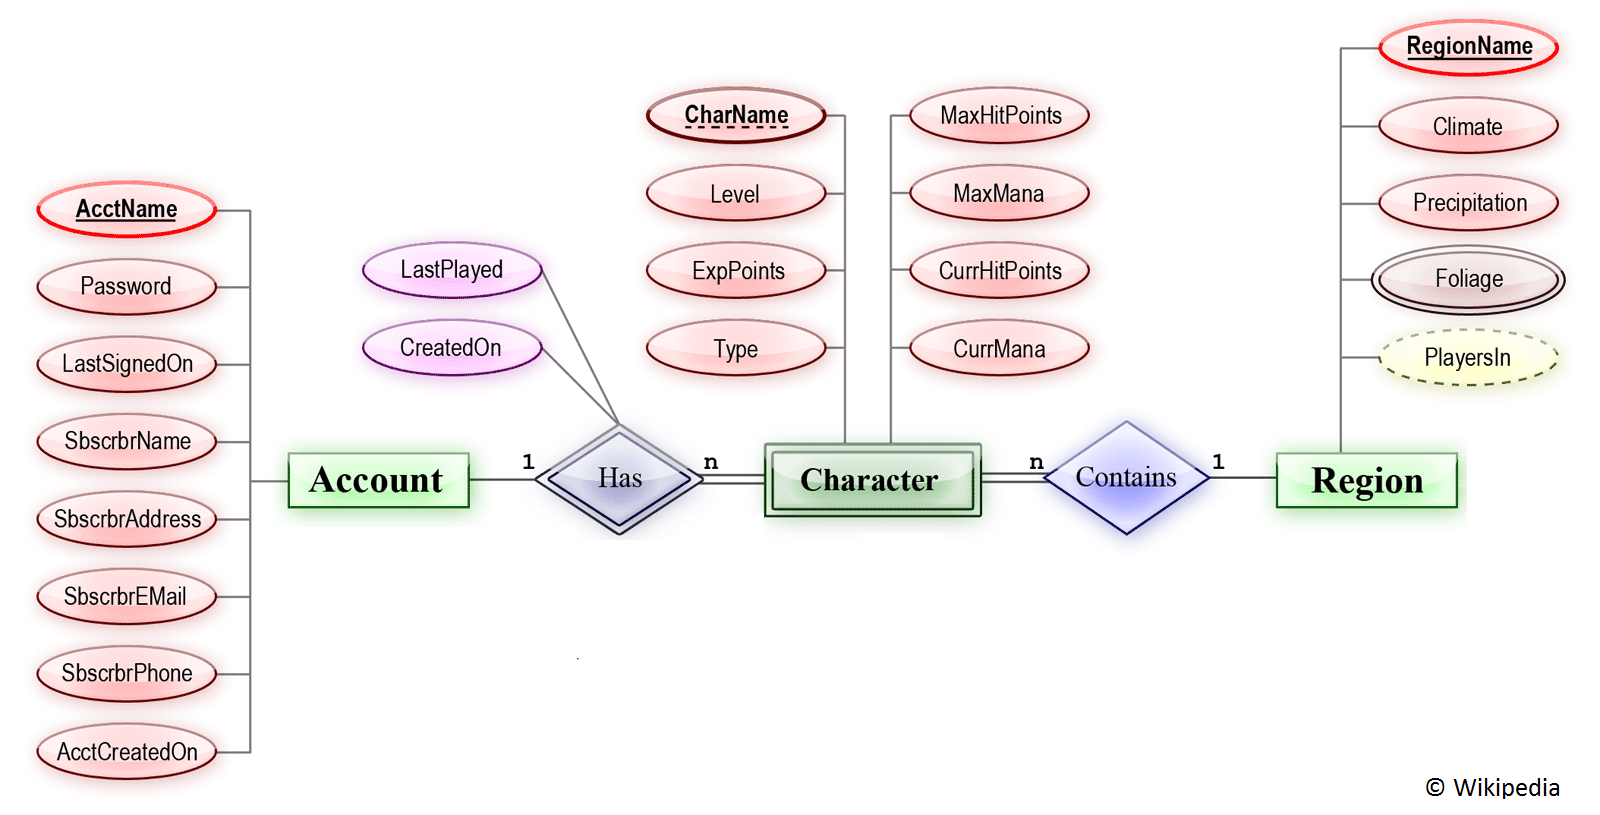 AcctName
Password
LastSignedOn
SbscrbrName
SbscrbrAddress
SbscrbrEMail
SbscrbrPhone
AcctCreatedOn
Account
LastPlayed
CreatedOn
1
Has
n
CharName
Level
ExpPoints
Type
MaxHitPoints
MaxMana
CurrHitPoints
CurrMana
Character
n
Contains
1
RegionName
Climate
Precipitation
Foliage
PlayersIn
Region
© Wikipedia